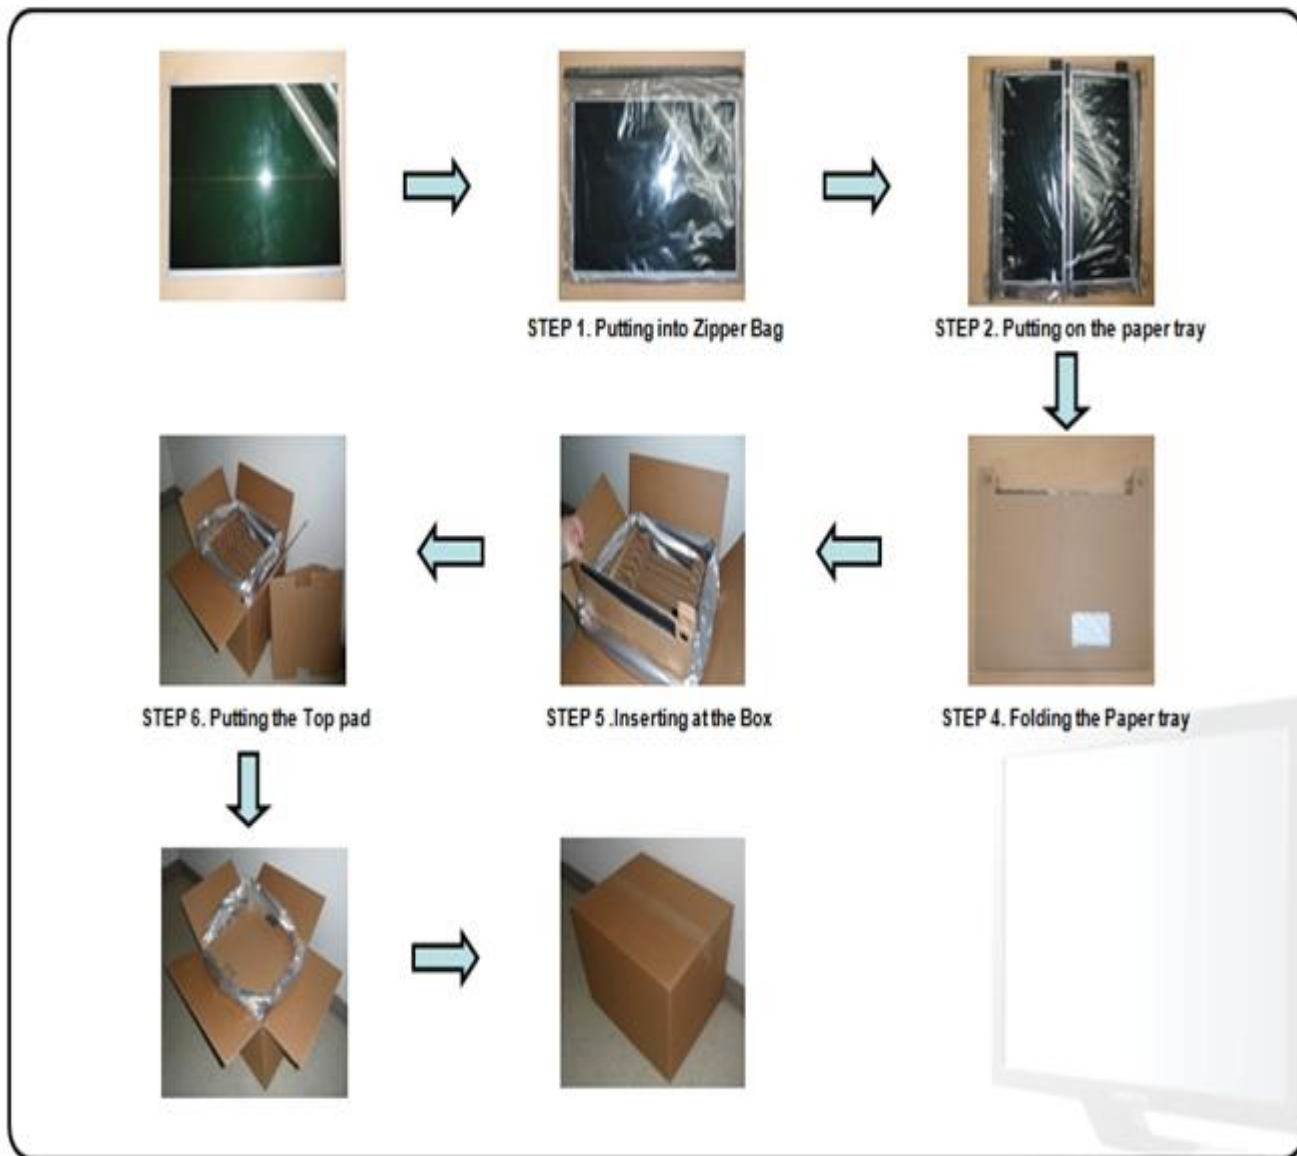 STEP 1. Putting into Zipper Bag
STEP 2. Putting on the paper tray
STEP 6. Putting the Top pad
STEP 5 .Inserting at the Box
STEP 4. Folding the Paper tray